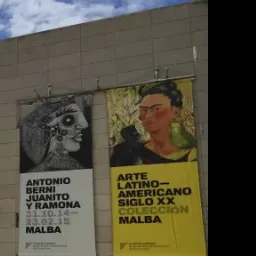 ANTONIO
BERNI
JUANITO
Y RAMONA
31.10.14—
23.02.15
MALBA
ARTE
LATINO—
AMERICANO
SIGLO XX
COLECCIÓN
MALBA